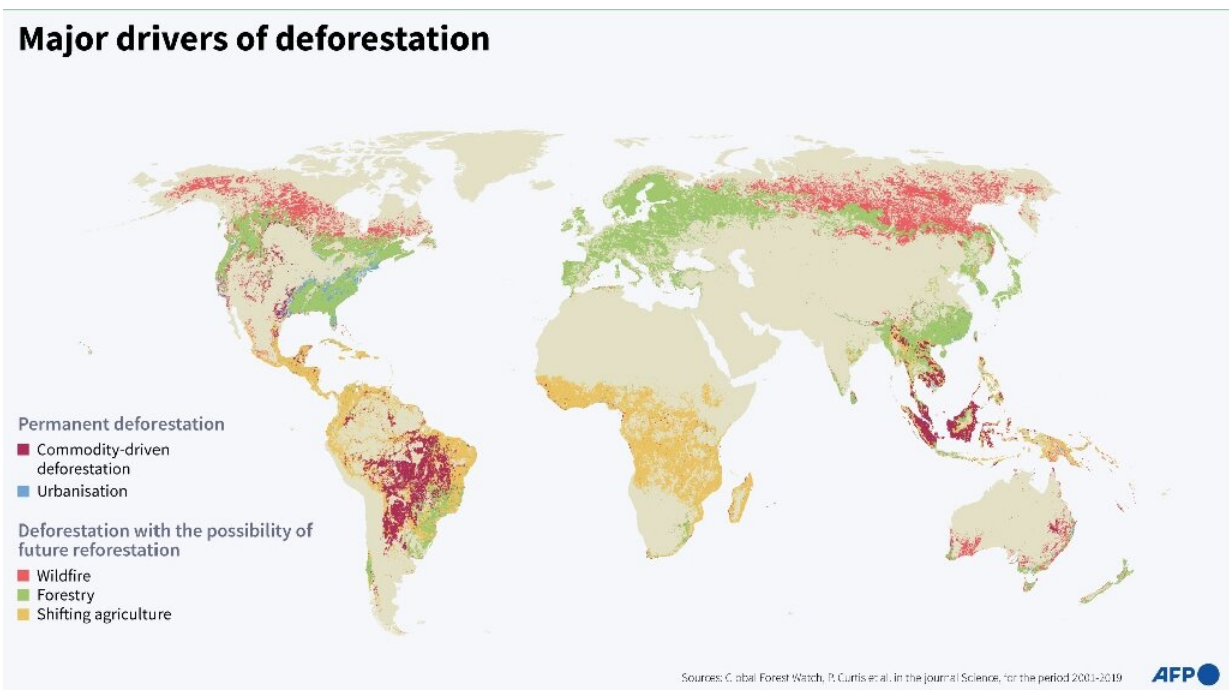 Major drivers of deforestation
Permanent deforestation
Commodity-driven
deforestation
Urbanisation
Deforestation with the possibility of
future reforestation
Wildfire
Forestry
Shifting agriculture
Sources: Global Forest Watch, P. Curtis et al. in the journal Science, for the period 2001-2019
AFP